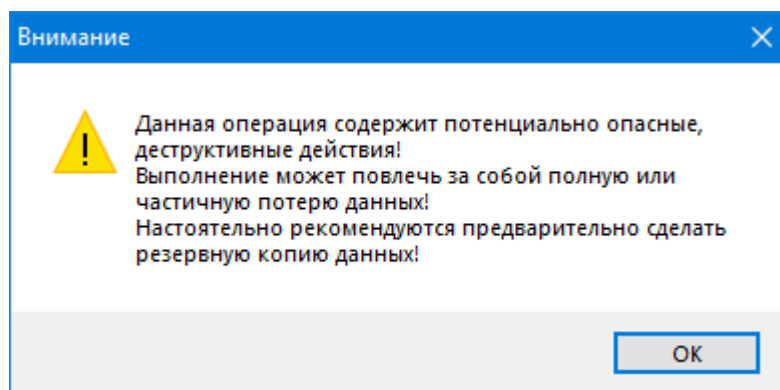 Внимание
Данная операция содержит потенциально опасные,
деструктивные действия!
Выполнение может повлечь за собой полную или
частичную потерю данных!
Настоятельно рекомендуются предварительно сделать
резервную копию данных!
ОК